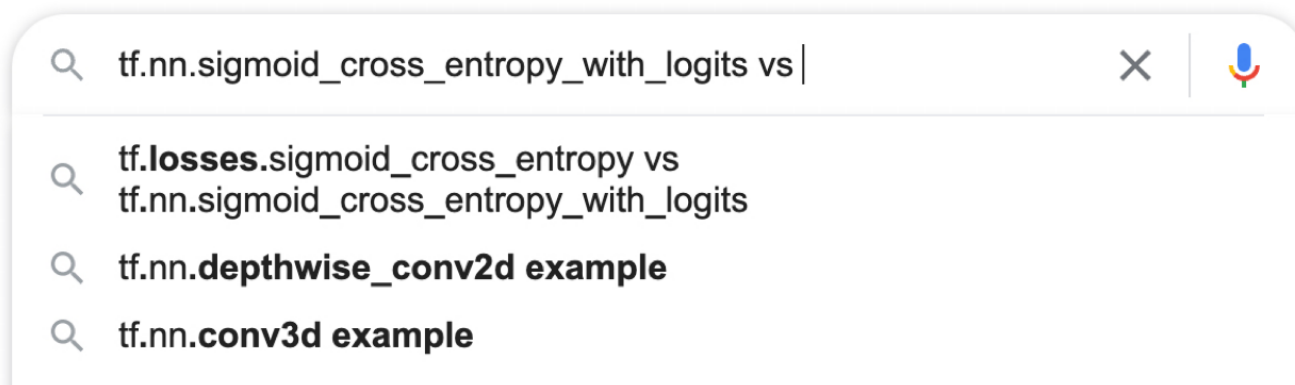 tf.nn.sigmoid_cross_entropy_with_logits vs
tf.losses.sigmoid_cross_entropy vs
tf.nn.sigmoid_cross_entropy_with_logits
tf.nn.depthwise_conv2d example
tf.nn.conv3d example